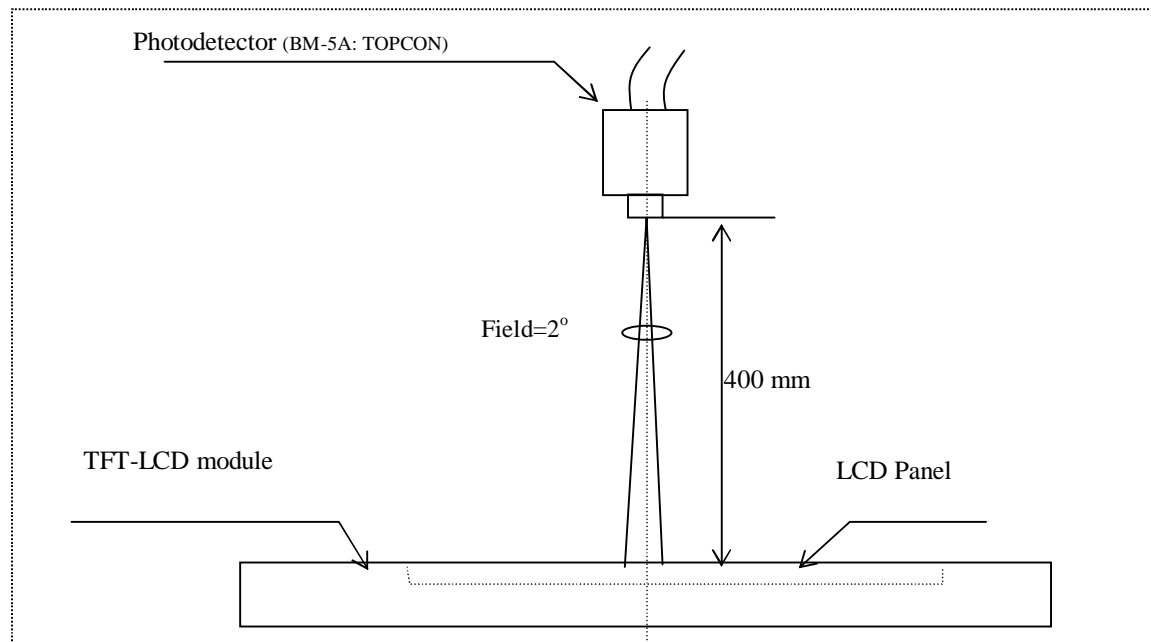 Photodetector (BM-5A: TOPCON)
Field=2°
400 mm
TFT-LCD module
LCD Panel